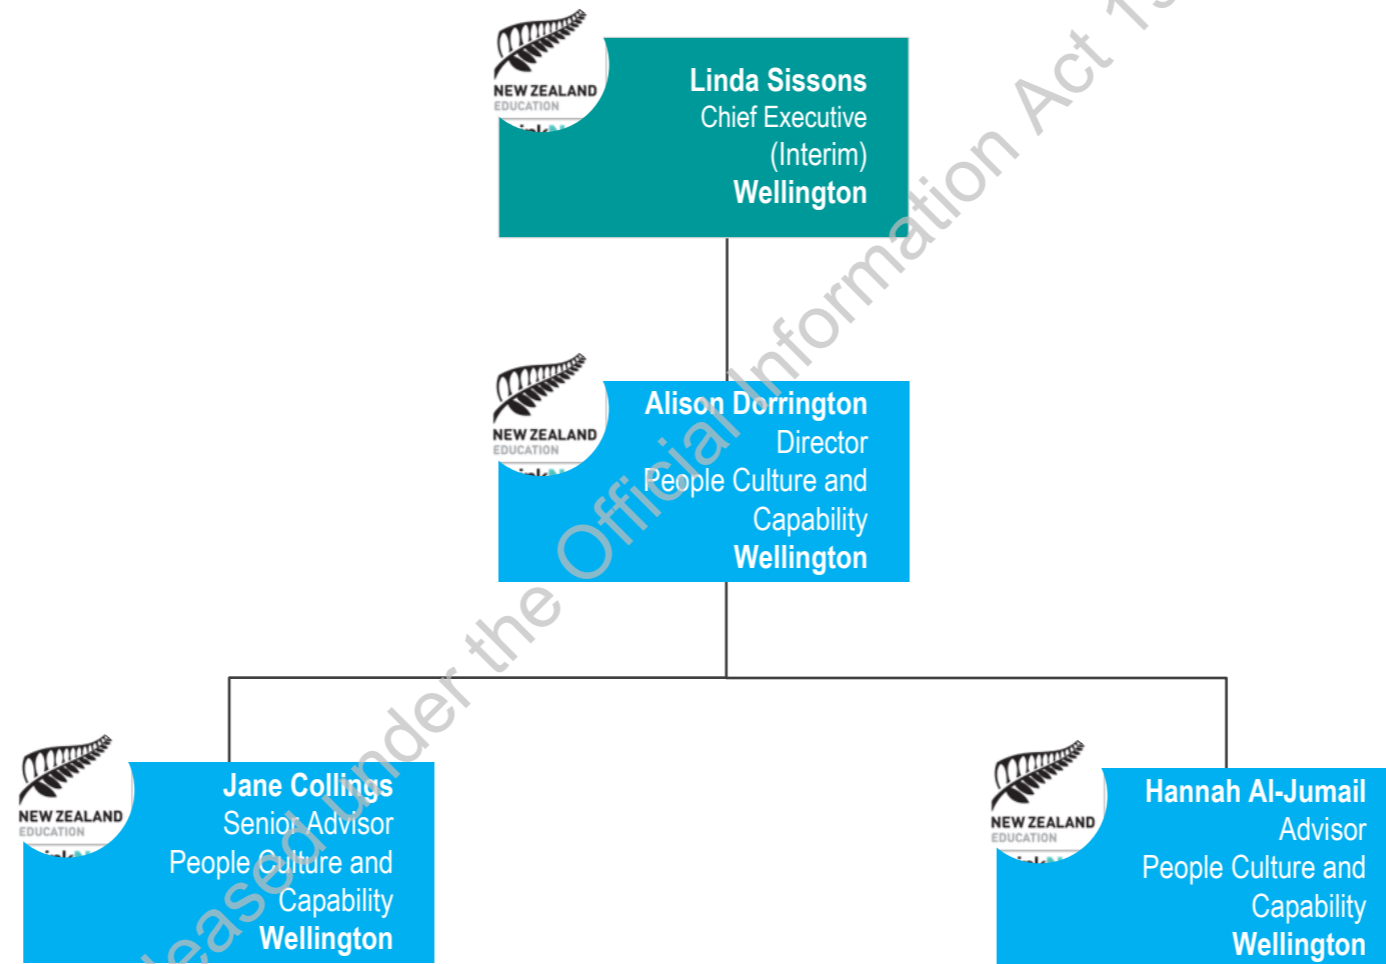 NEW ZEALAND
EDUCATION
Linda Sissons
Chief Executive
(Interim)
Wellington
NEW ZEALAND
EDUCATION
Alison Dorrington
Director
People Culture and
Capability
Wellington
NEW ZEALAND
EDUCATION
Jane Collings
Senior Advisor
People Culture and
Capability
Wellington
NEW ZEALAND
EDUCATION
Hannah Al-Jumail
Advisor
People Culture and
Capability
Wellington
under the Official Information Act